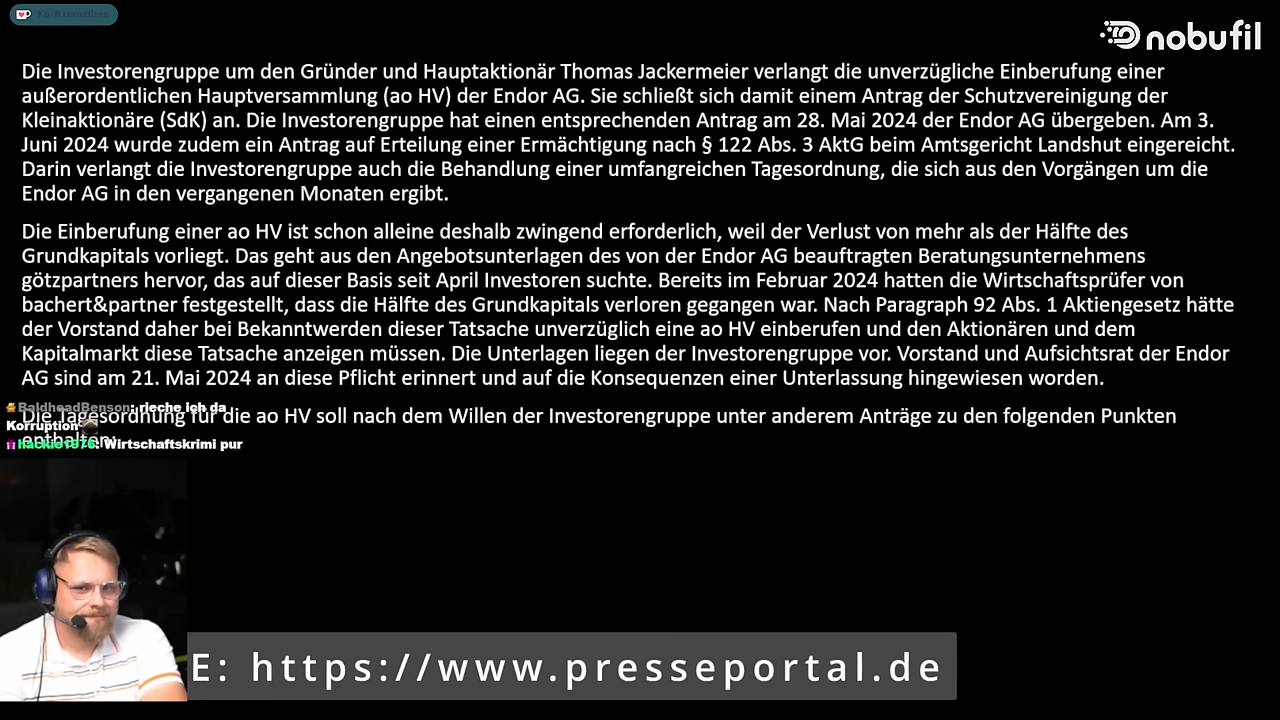 nobufil
Die Investorengruppe um den Gründer und Hauptaktionär Thomas Jackermeier verlangt die unverzügliche Einberufung einer
außerordentlichen Hauptversammlung (ao HV) der Endor AG. Sie schließt sich damit einem Antrag der Schutzvereinigung der
Kleinaktionäre (SdK) an. Die Investorengruppe hat einen entsprechenden Antrag am 28. Mai 2024 der Endor AG übergeben. Am 3.
Juni 2024 wurde zudem ein Antrag auf Erteilung einer Ermächtigung nach § 122 Abs. 3 AktG beim Amtsgericht Landshut eingereicht.
Darin verlangt die Investorengruppe auch die Behandlung einer umfangreichen Tagesordnung, die sich aus den Vorgängen um die
Endor AG in den vergangenen Monaten ergibt.
Die Einberufung einer ao HV ist schon alleine deshalb zwingend erforderlich, weil der Verlust von mehr als der Hälfte des
Grundkapitals vorliegt. Das geht aus den Angebotsunterlagen des von der Endor AG beauftragten Beratungsunternehmens
götzpartners hervor, das auf dieser Basis seit April Investoren suchte. Bereits im Februar 2024 hatten die Wirtschaftsprüfer von
bachert&partner festgestellt, dass die Hälfte des Grundkapitals verloren gegangen war. Nach Paragraph 92 Abs. 1 Aktiengesetz hätte
der Vorstand daher bei Bekanntwerden dieser Tatsache unverzüglich eine ao HV einberufen und den Aktionären und dem
Kapitalmarkt diese Tatsache anzeigen müssen. Die Unterlagen liegen der Investorengruppe vor. Vorstand und Aufsichtsrat der Endor
AG sind am 21. Mai 2024 an diese Pflicht erinnert und auf die Konsequenzen einer Unterlassung hingewiesen worden.
Die Tagesordnung für die ao HV soll nach dem Willen der Investorengruppe unter anderem Anträge zu den folgenden Punkten
enthalten:
BaldheadBenson: rieche ich da
Korruption
hackie1976: Wirtschaftskrimi pur
E: https://www.presseportal.de